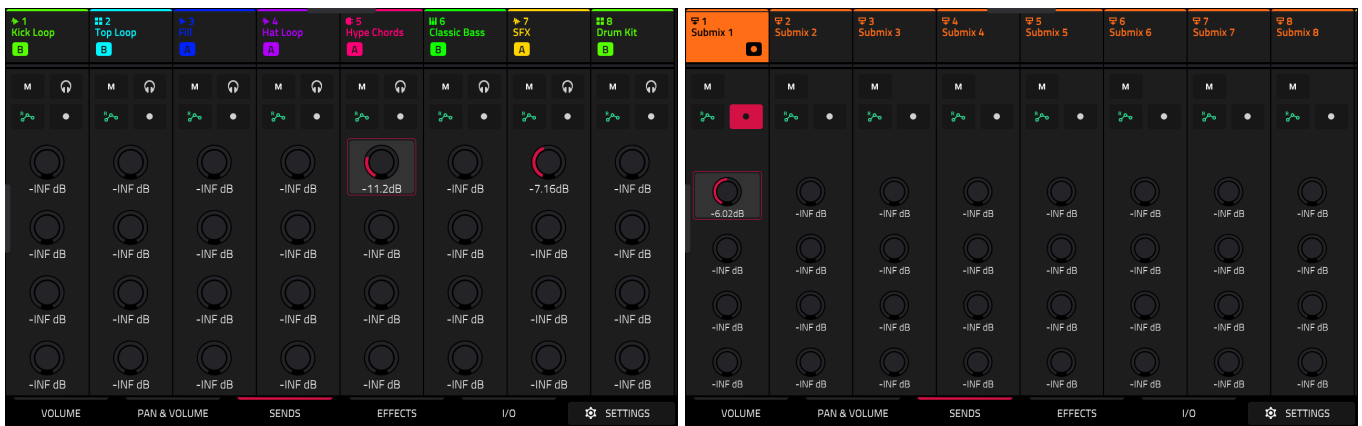 1 2 3 4 5 6 7 8
Kick Loop Top Loop Fill Hat Loop Hype Chords Classic Bass SFX Drum Kit
B B A A A B A B
M M M M M M M M
R R R R R R R R
-INF dB -INF dB -INF dB -INF dB -11.2dB -INF dB -7.16dB -INF dB
-INF dB -INF dB -INF dB -INF dB -INF dB -INF dB -INF dB -INF dB
-INF dB -INF dB -INF dB -INF dB -INF dB -INF dB -INF dB -INF dB
-INF dB -INF dB -INF dB -INF dB -INF dB -INF dB -INF dB -INF dB
VOLUME PAN & VOLUME SENDS EFFECTS I/O SETTINGS
1 2 3 4 5 6 7 8
Submix 1 Submix 2 Submix 3 Submix 4 Submix 5 Submix 6 Submix 7 Submix 8
M M M M M M M M
R R R R R R R R
-6.02dB -INF dB -INF dB -INF dB -INF dB -INF dB -INF dB -INF dB
-INF dB -INF dB -INF dB -INF dB -INF dB -INF dB -INF dB -INF dB
-INF dB -INF dB -INF dB -INF dB -INF dB -INF dB -INF dB -INF dB
-INF dB -INF dB -INF dB -INF dB -INF dB -INF dB -INF dB -INF dB
VOLUME PAN & VOLUME SENDS EFFECTS I/O SETTINGS